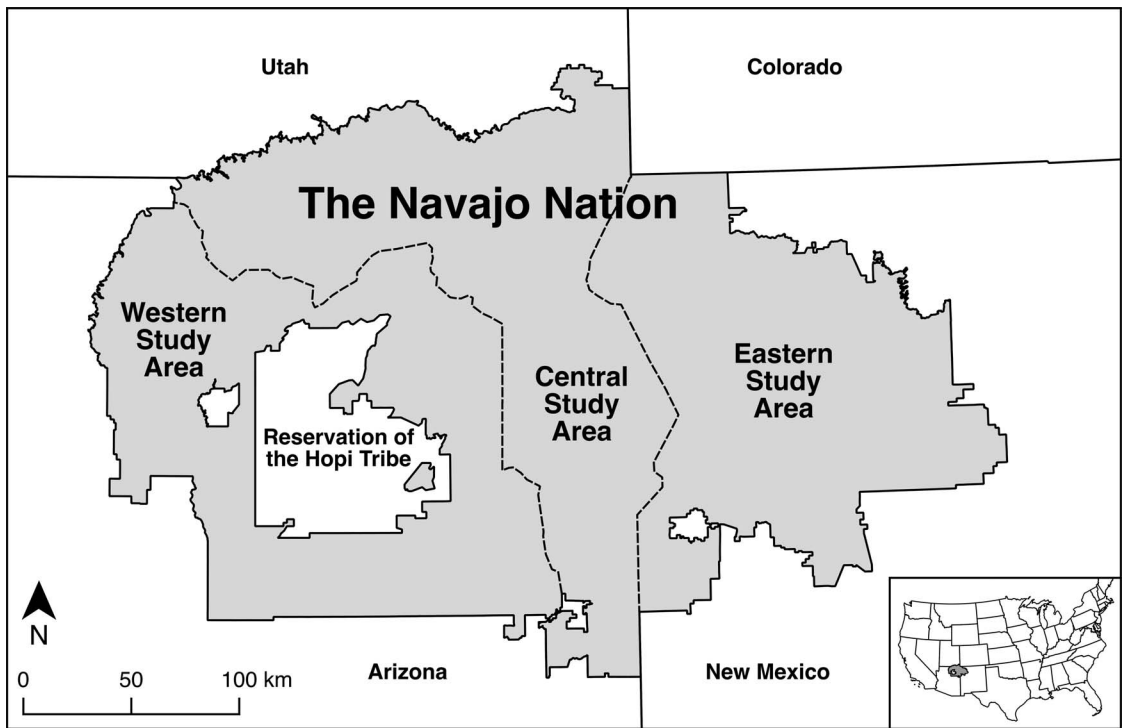 Utah
Colorado
The Navajo Nation
Western
Study
Area
Central
Study
Area
Eastern
Study
Area
Reservation of
the Hopi Tribe
N
0 50 100 km
Arizona
New Mexico